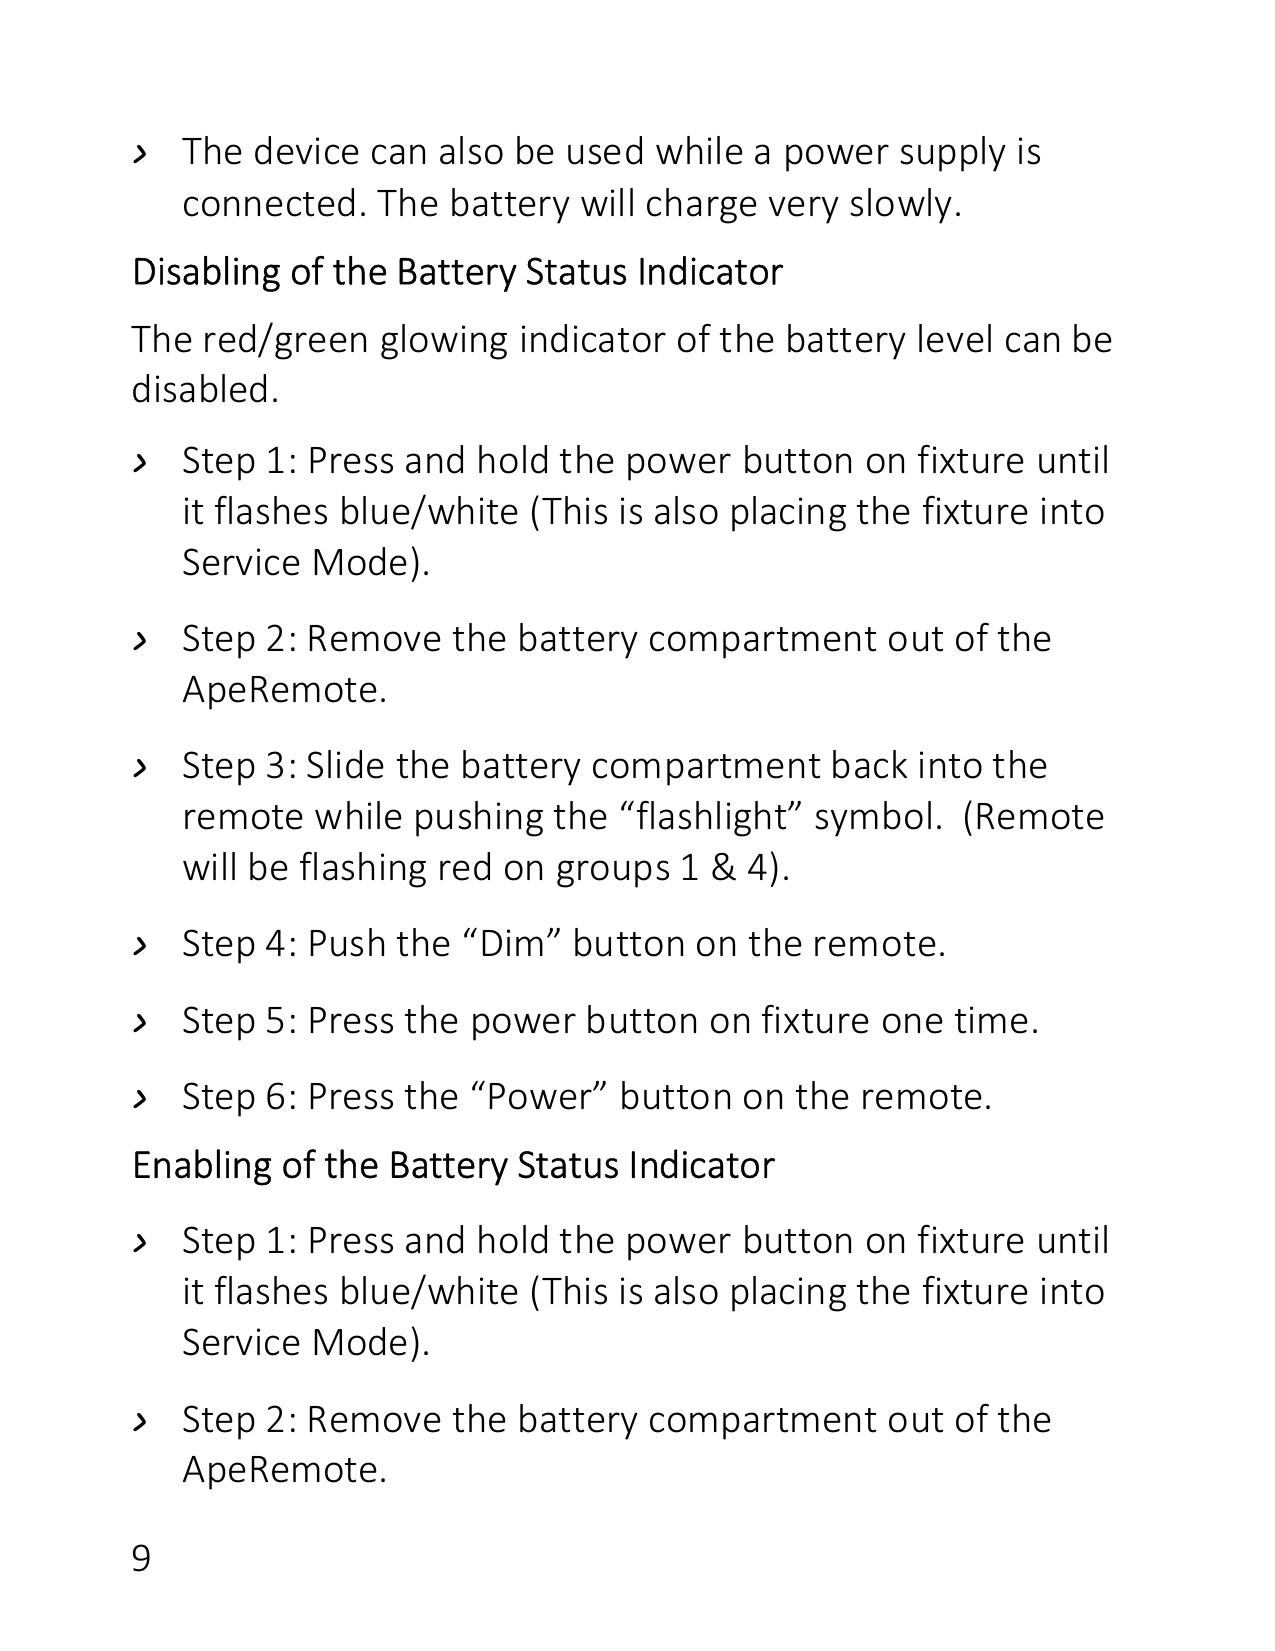 › The device can also be used while a power supply is
connected. The battery will charge very slowly.
Disabling of the Battery Status Indicator
The red/green glowing indicator of the battery level can be
disabled.
› Step 1: Press and hold the power button on fixture until
it flashes blue/white (This is also placing the fixture into
Service Mode).
› Step 2: Remove the battery compartment out of the
ApeRemote.
› Step 3: Slide the battery compartment back into the
remote while pushing the “flashlight” symbol.  (Remote
will be flashing red on groups 1 & 4).
› Step 4: Push the “Dim” button on the remote.
› Step 5: Press the power button on fixture one time.
› Step 6: Press the “Power” button on the remote.
Enabling of the Battery Status Indicator
› Step 1: Press and hold the power button on fixture until
it flashes blue/white (This is also placing the fixture into
Service Mode).
› Step 2: Remove the battery compartment out of the
ApeRemote.
9